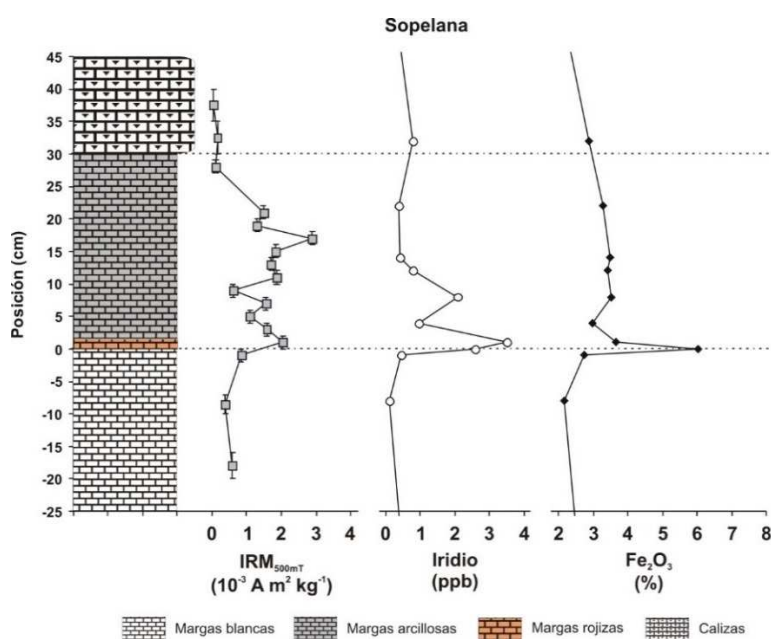 Sopelana
Posición (cm)
45
40
35
30
25
20
15
10
5
0
-5
-10
-15
-20
-25
0 1 2 3 4
0 1 2 3 4
2 3 4 5 6 7 8
IRM500mT
(10-3 A m2 kg-1)
Iridio
(ppb)
Fe2O3
(%)
Margas blancas
Margas arcillosas
Margas rojizas
Calizas